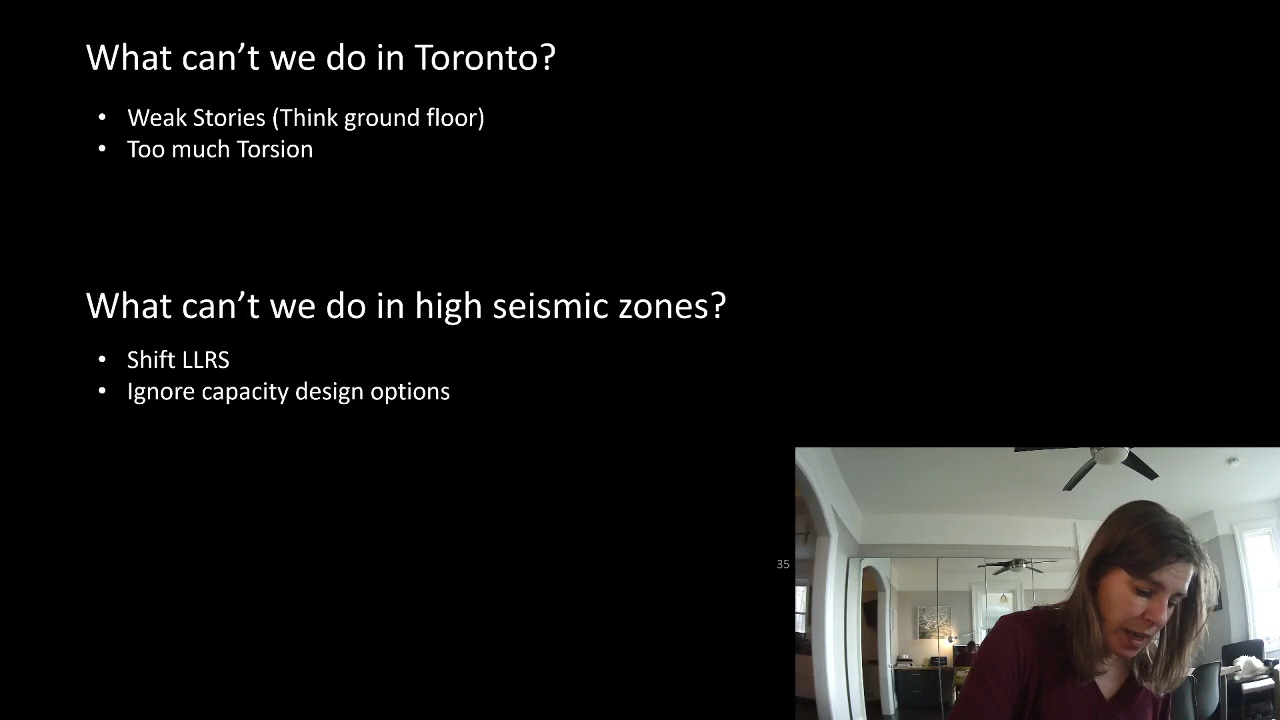 What can’t we do in Toronto?
• Weak Stories (Think ground floor)
• Too much Torsion
What can’t we do in high seismic zones?
• Shift LLRS
• Ignore capacity design options
35